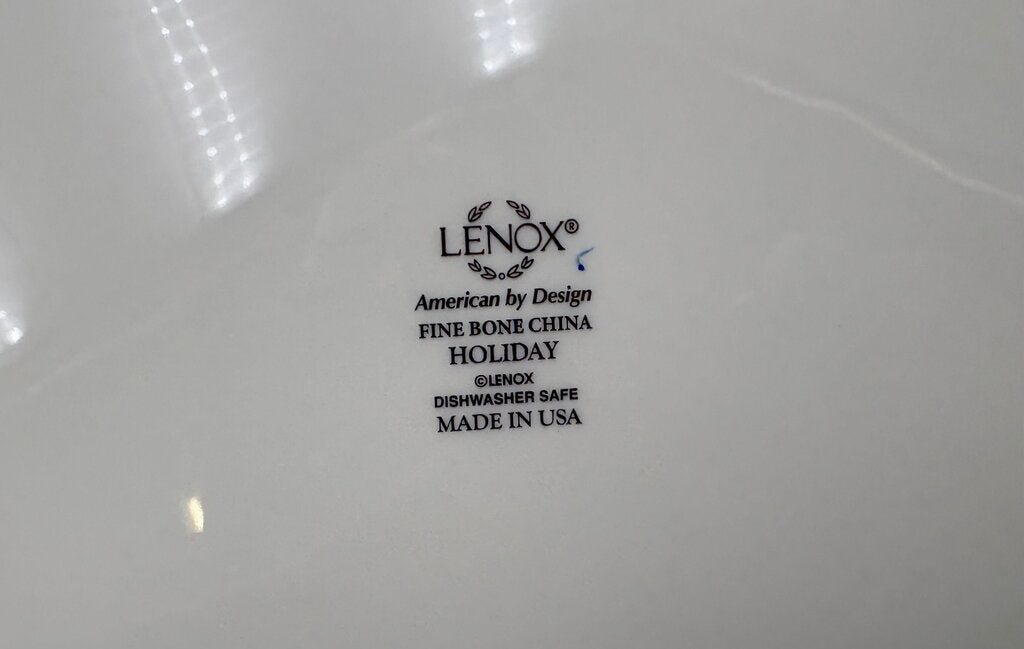 LENOX®
American by Design
FINE BONE CHINA
HOLIDAY
©LENOX
DISHWASHER SAFE
MADE IN USA